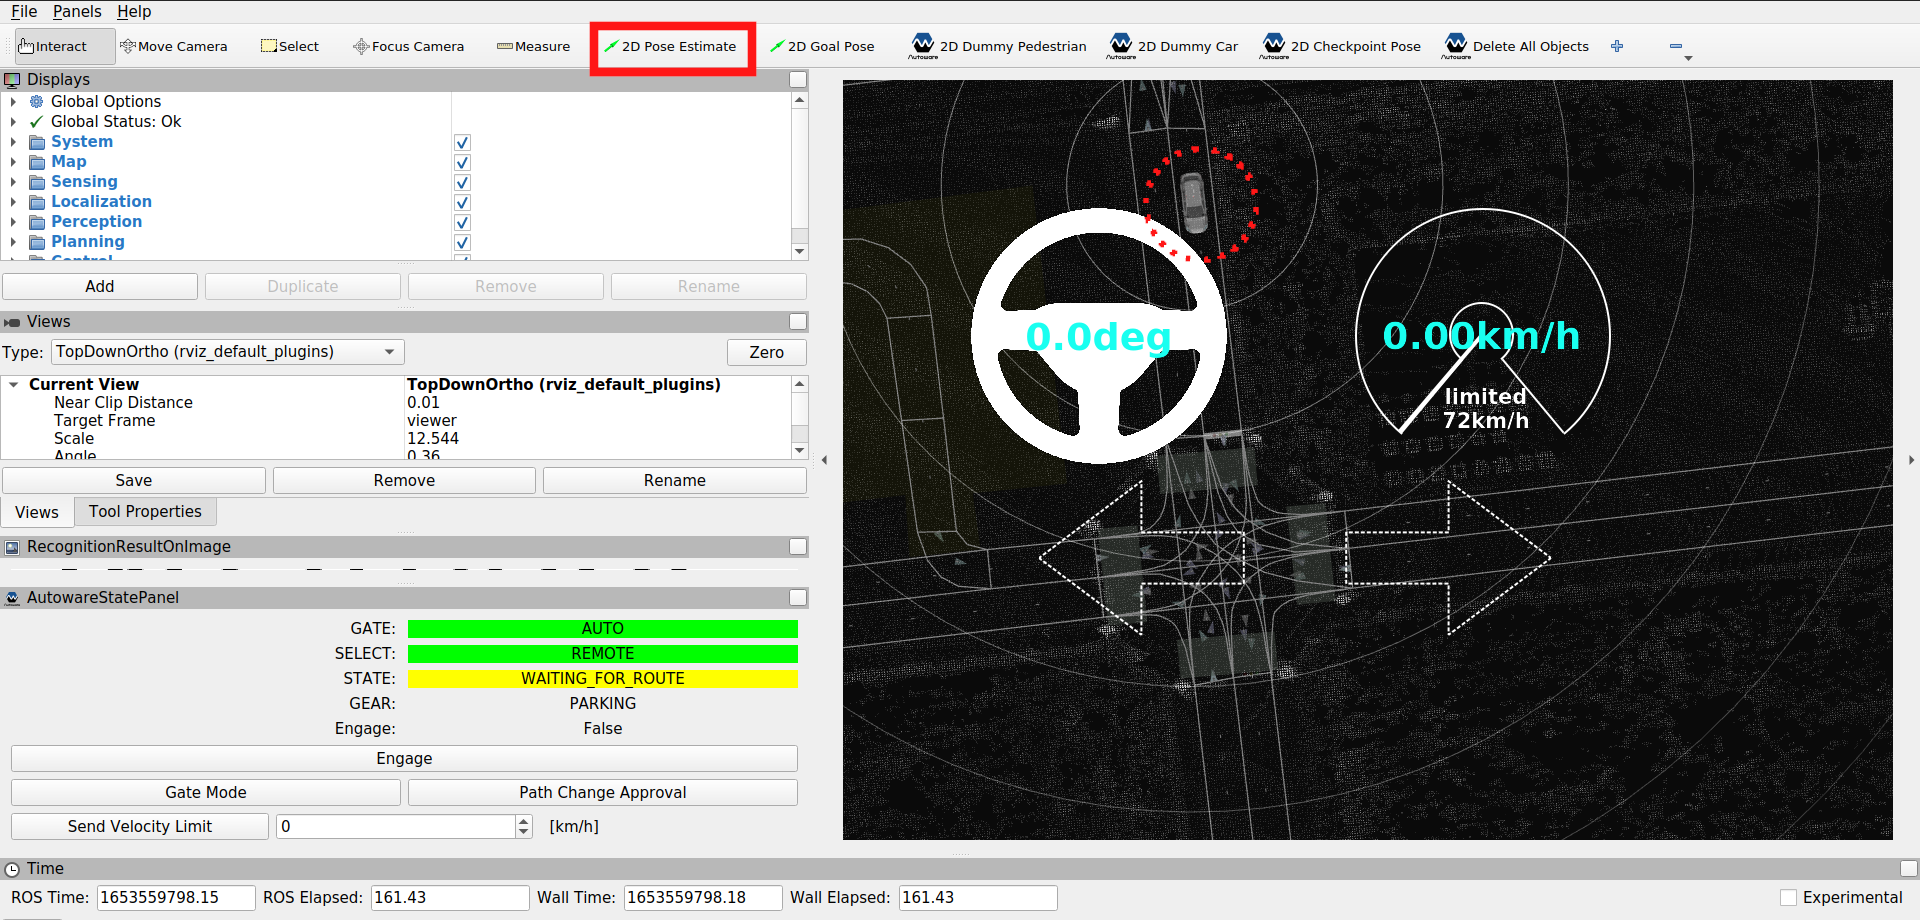 File Panels Help
Interact Move Camera Select Focus Camera Measure 2D Pose Estimate 2D Goal Pose Autoware 2D Dummy Pedestrian Autoware 2D Dummy Car Autoware 2D Checkpoint Pose Autoware Delete All Objects
Displays
Global Options
Global Status: Ok
System
Map
Sensing
Localization
Perception
Planning
Control
Add Duplicate Remove Rename
Views
Type: TopDownOrtho (rviz_default_plugins) Zero
Current View TopDownOrtho (rviz_default_plugins)
Near Clip Distance 0.01
Target Frame viewer
Scale 12.544
Angle 0.36
Save Remove Rename
Views Tool Properties
RecognitionResultOnImage
AutowareStatePanel
GATE: AUTO
SELECT: REMOTE
STATE: WAITING_FOR_ROUTE
GEAR: PARKING
Engage: False
Engage
Gate Mode Path Change Approval
Send Velocity Limit 0 [km/h]
0.0deg
0.00km/h
limited
72km/h
Time
ROS Time: 1653559798.15 ROS Elapsed: 161.43 Wall Time: 1653559798.18 Wall Elapsed: 161.43 Experimental